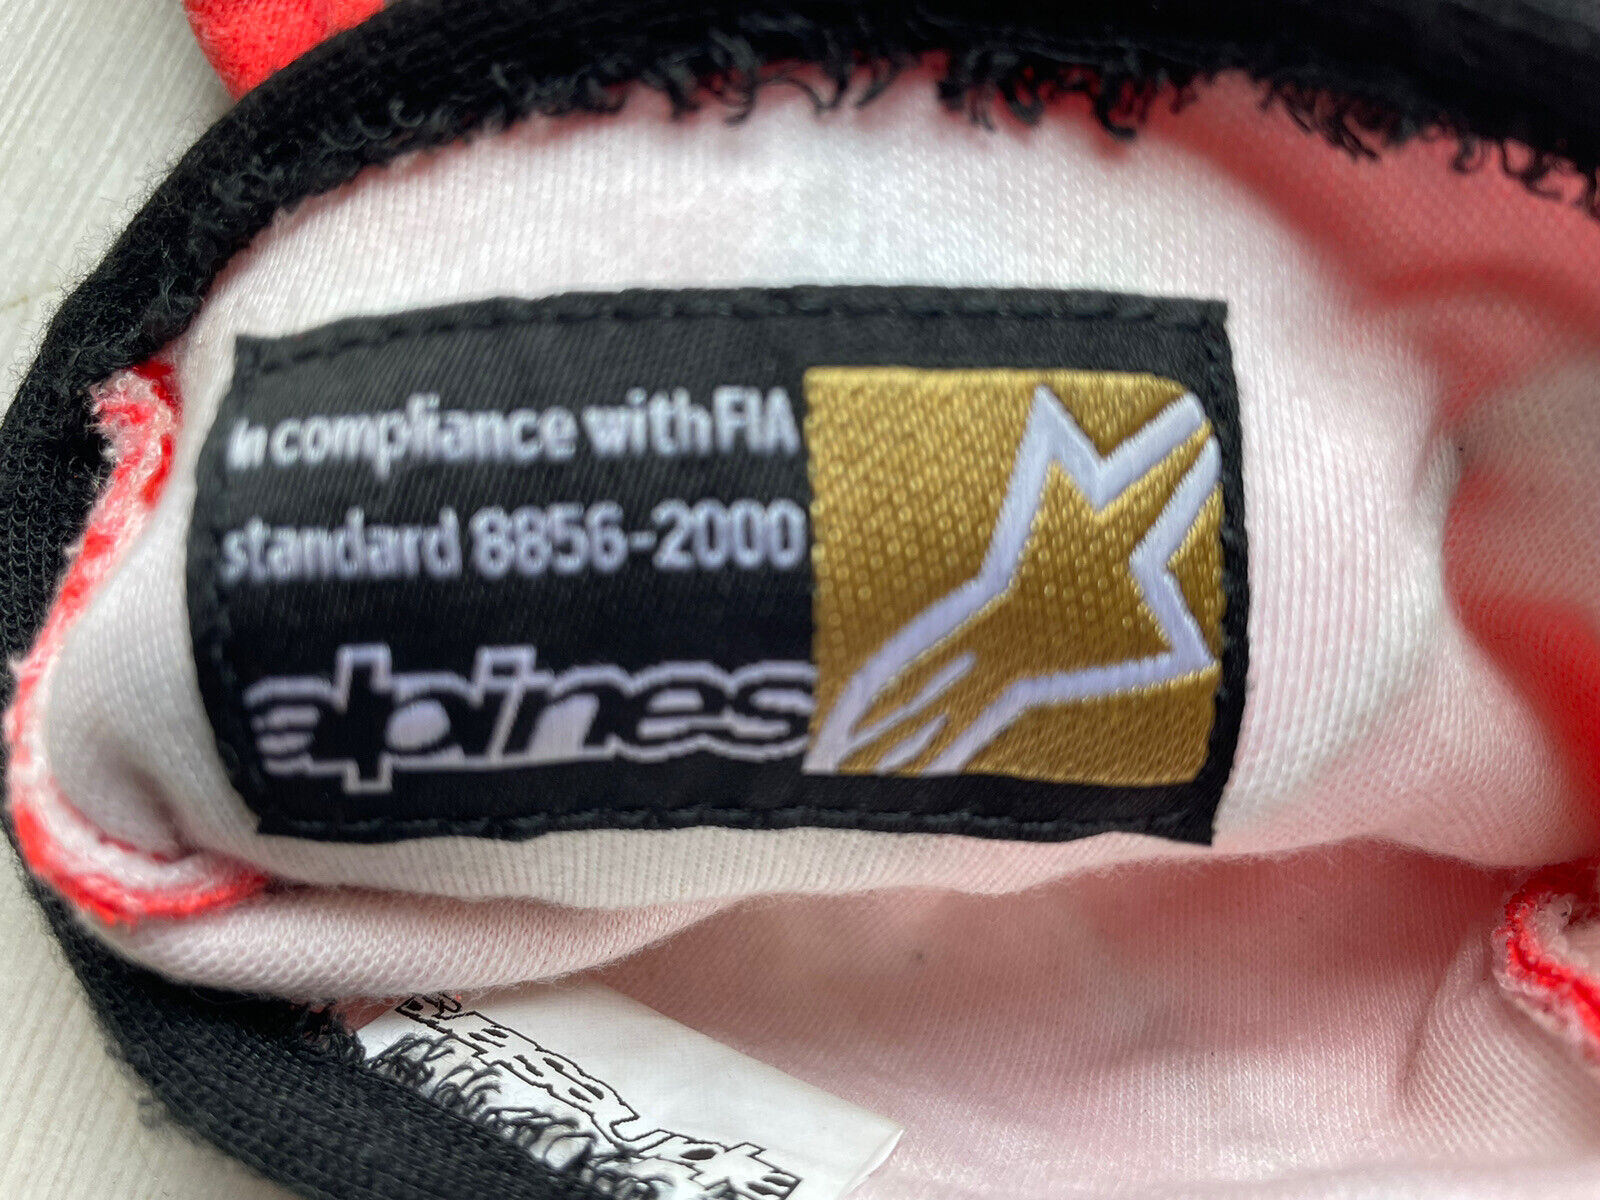 In compliance with FIA
standard 8856-2000
alpines